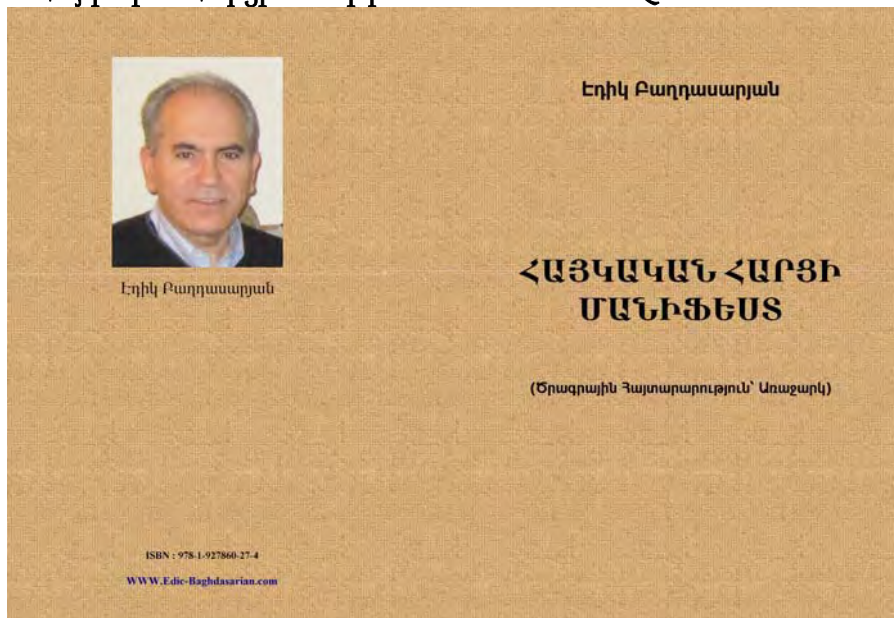 Էդիկ Բաղդասարյան
ISBN : 978-1-927860-27-4
WWW.Edic-Baghdasarian.com
Էդիկ Բաղդասարյան
ՀԱՅԿԱԿԱՆ ՀԱՐՑԻ
ՄԱՆԻՖԵՍՏ
(Ծրագրային Հայտարարություն՝ Առաջարկ)